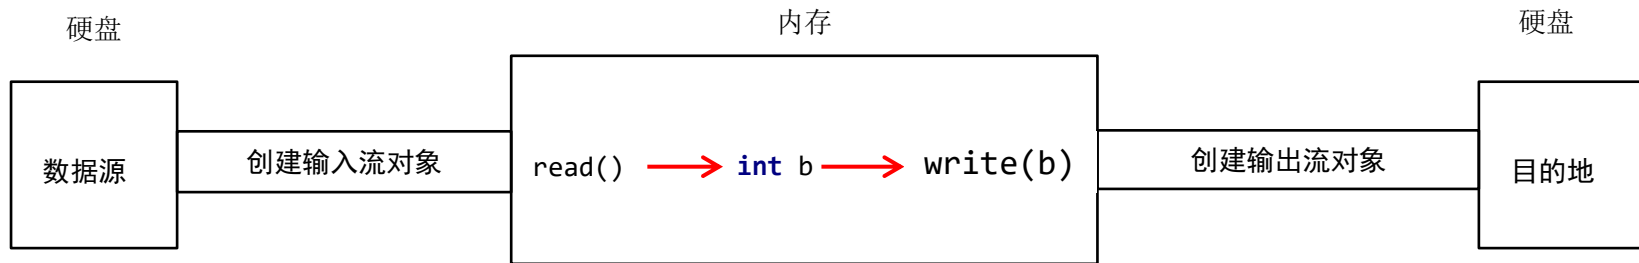 硬盘 内存 硬盘
数据源 创建输入流对象 read() int b write(b) 创建输出流对象 目的地